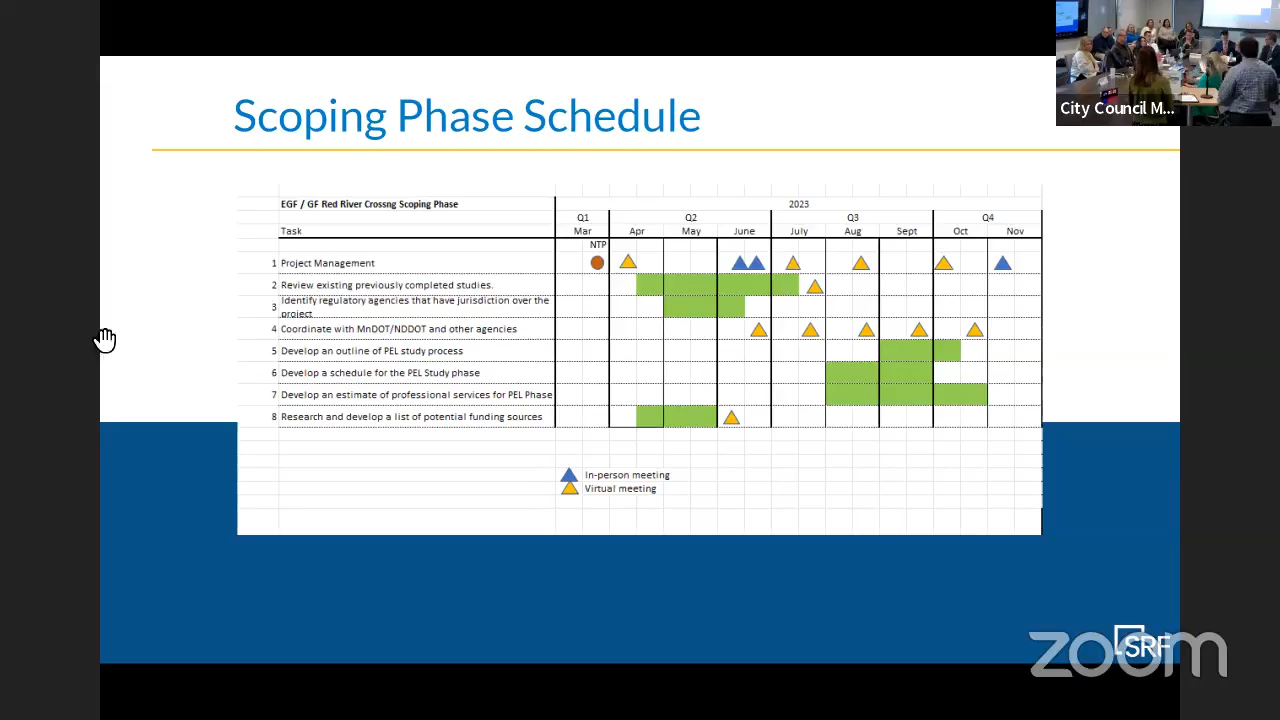 City Council M...
Scoping Phase Schedule
EGF / GF Red River Crossng Scoping Phase
2023
Q1 Q2 Q3 Q4
Task Mar Apr May June July Aug Sept Oct Nov
NTP
1 Project Management
2 Review existing previously completed studies.
3 Identify regulatory agencies that have jurisdiction over the
project
4 Coordinate with MnDOT/NDDOT and other agencies
5 Develop an outline of PEL study process
6 Develop a schedule for the PEL Study phase
7 Develop an estimate of professional services for PEL Phase
8 Research and develop a list of potential funding sources
In-person meeting
Virtual meeting
SRF
zoom